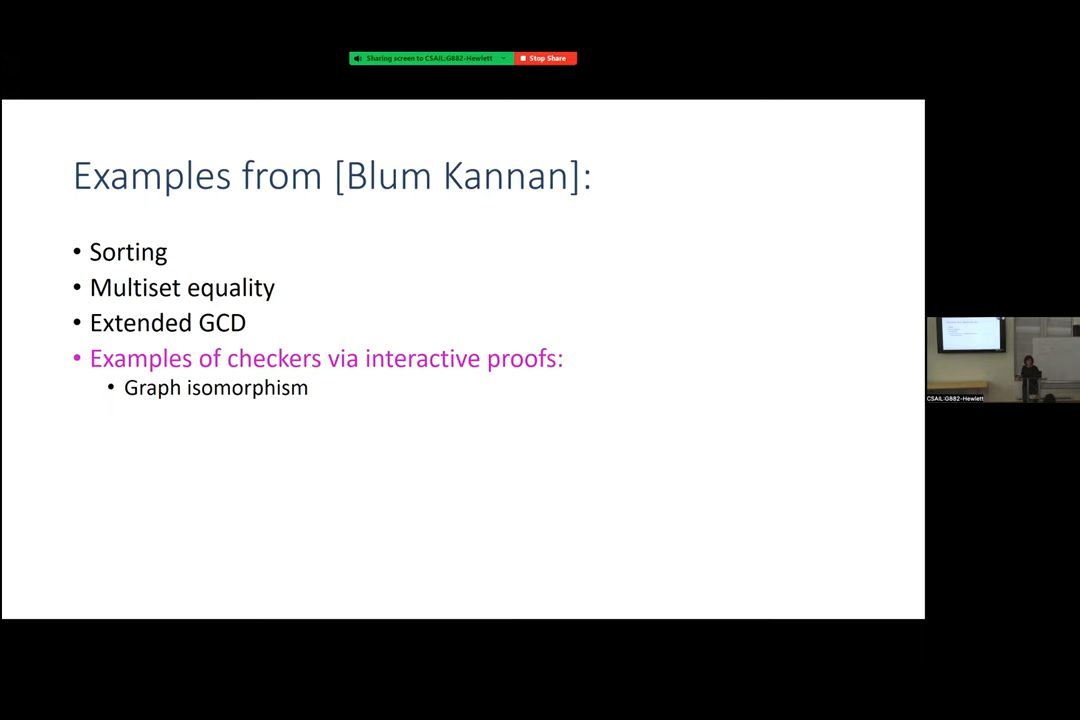 Sharing screen to CSAIL:G882-Hewlett
Stop Share
Examples from [Blum Kannan]:
• Sorting
• Multiset equality
• Extended GCD
• Examples of checkers via interactive proofs:
• Graph isomorphism
CSAIL:G882-Hewlett